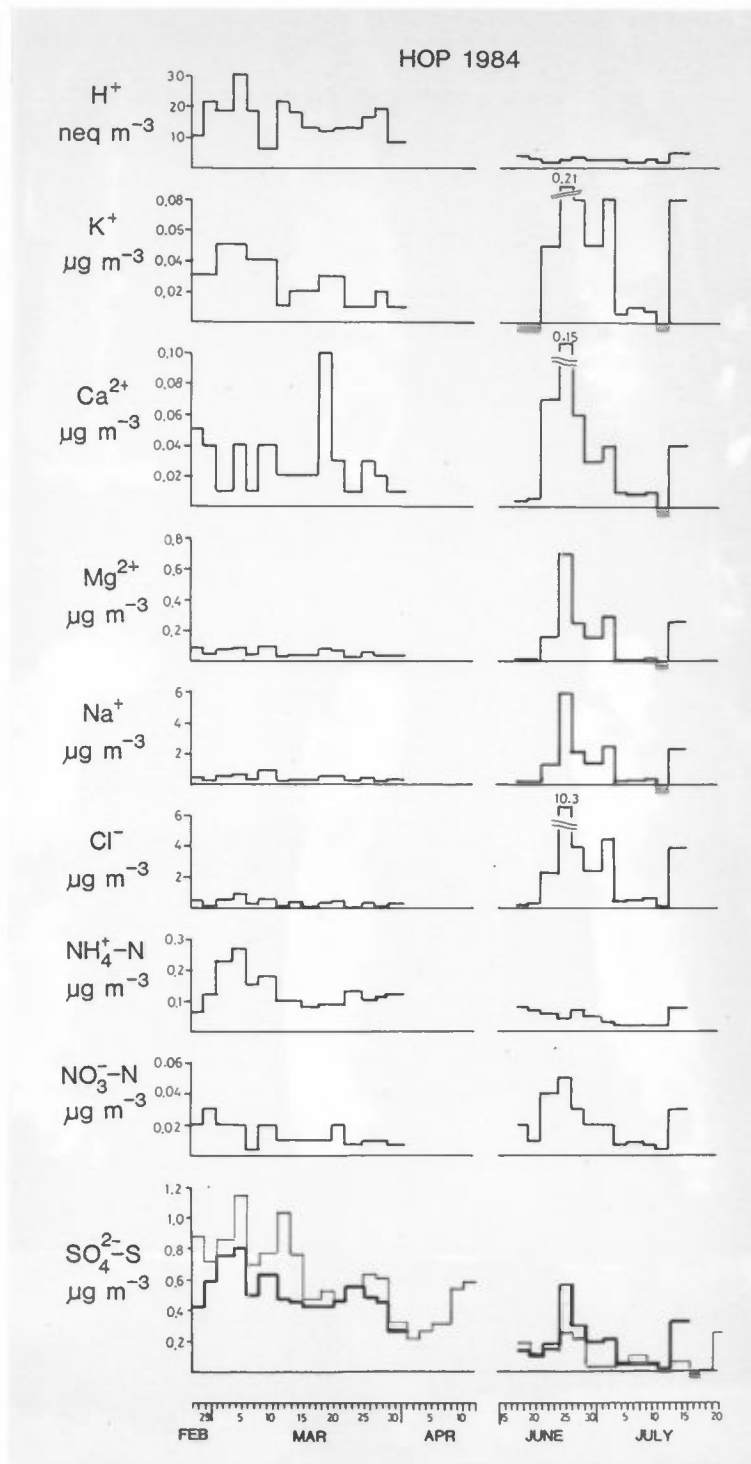 HOP 1984
H⁺
neq m⁻³
30
20
10
K⁺
µg m⁻³
0.08
0.05
0.04
0,02
0.21
Ca²⁺
µg m⁻³
0,10
0.08
0.06
0.04
0.02
0.15
Mg²⁺
µg m⁻³
0,8
0,6
0,4
0,2
Na⁺
µg m⁻³
6
4
2
Cl⁻
µg m⁻³
6
4
2
10.3
NH₄⁺-N
µg m⁻³
0.3
0.2
0.1
NO₃⁻-N
µg m⁻³
0.06
0,04
0,02
SO₄²⁻-S
µg m⁻³
1,2
1,0
0,8
0,6
0,4
0,2
29 5 10 15 20 25 30 5 10 15 20 25 5 10 15 20
FEB MAR APR JUNE JULY